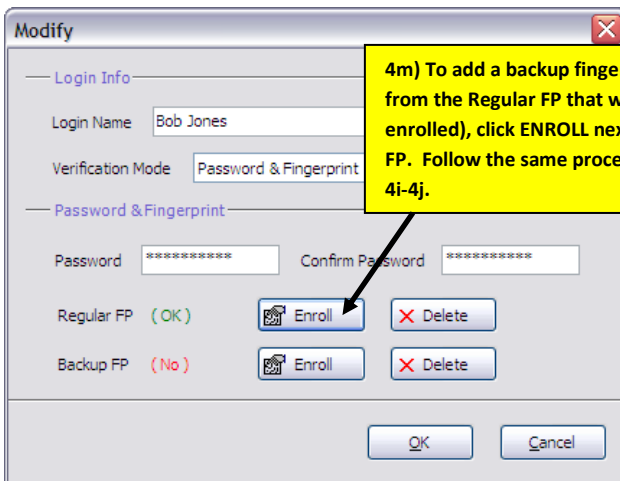 Modify
Login Info
Login Name Bob Jones
Verification Mode Password & Fingerprint
4m) To add a backup finge
from the Regular FP that w
enrolled), click ENROLL nex
FP. Follow the same proce
4i-4j.
Password & Fingerprint
Password ********** Confirm Password **********
Regular FP ( OK ) Enroll Delete
Backup FP ( No ) Enroll Delete
OK Cancel